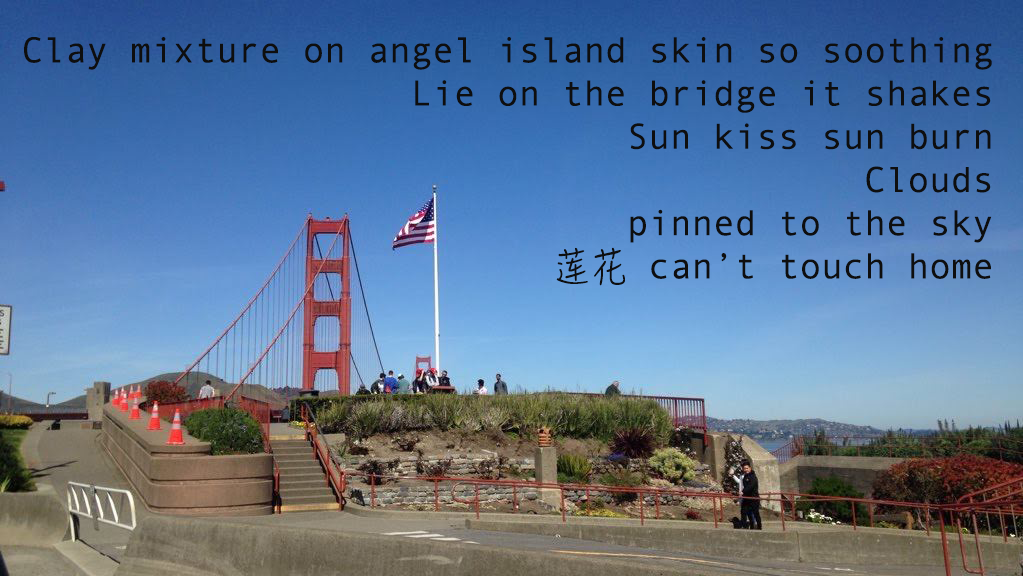 Clay mixture on angel island skin so soothing
Lie on the bridge it shakes
Sun kiss sun burn
Clouds
pinned to the sky
莲花 can’t touch home